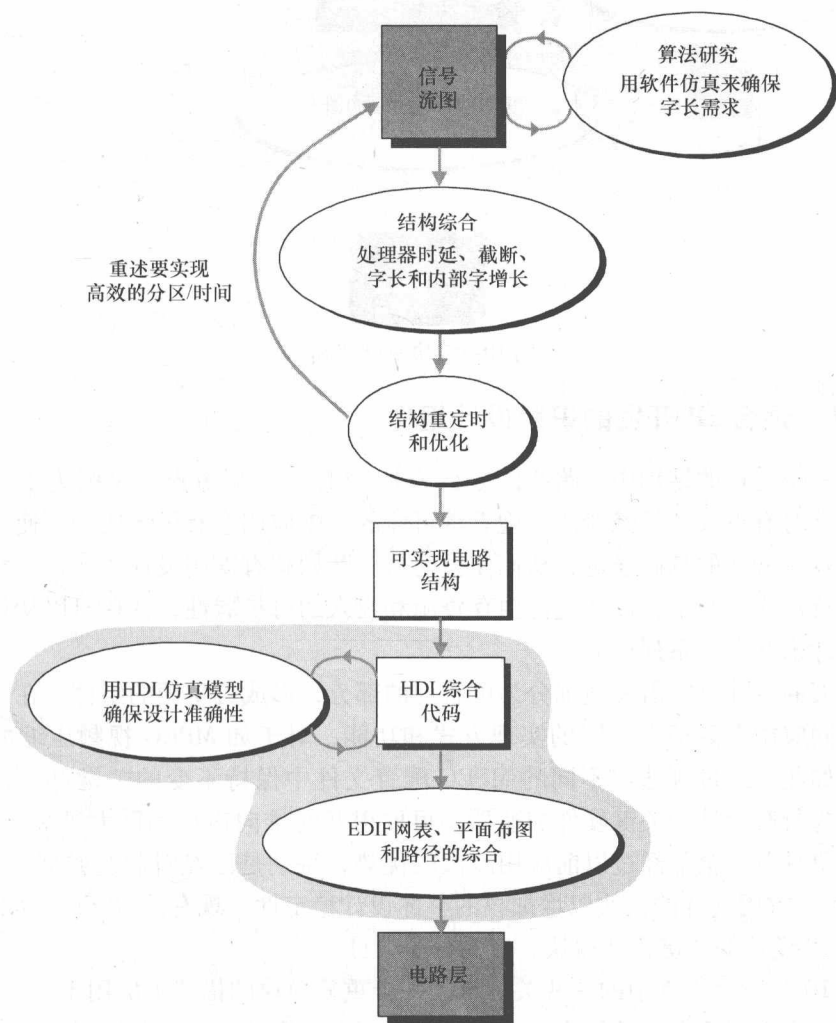 信号
流图
算法研究
用软件仿真来确保
字长需求
结构综合
处理器时延、截断、
字长和内部字增长
重述要实现
高效的分区/时间
结构重定时
和优化
可实现电路
结构
用HDL仿真模型
确保设计准确性
HDL综合
代码
EDIF网表、平面布图
和路径的综合
电路层